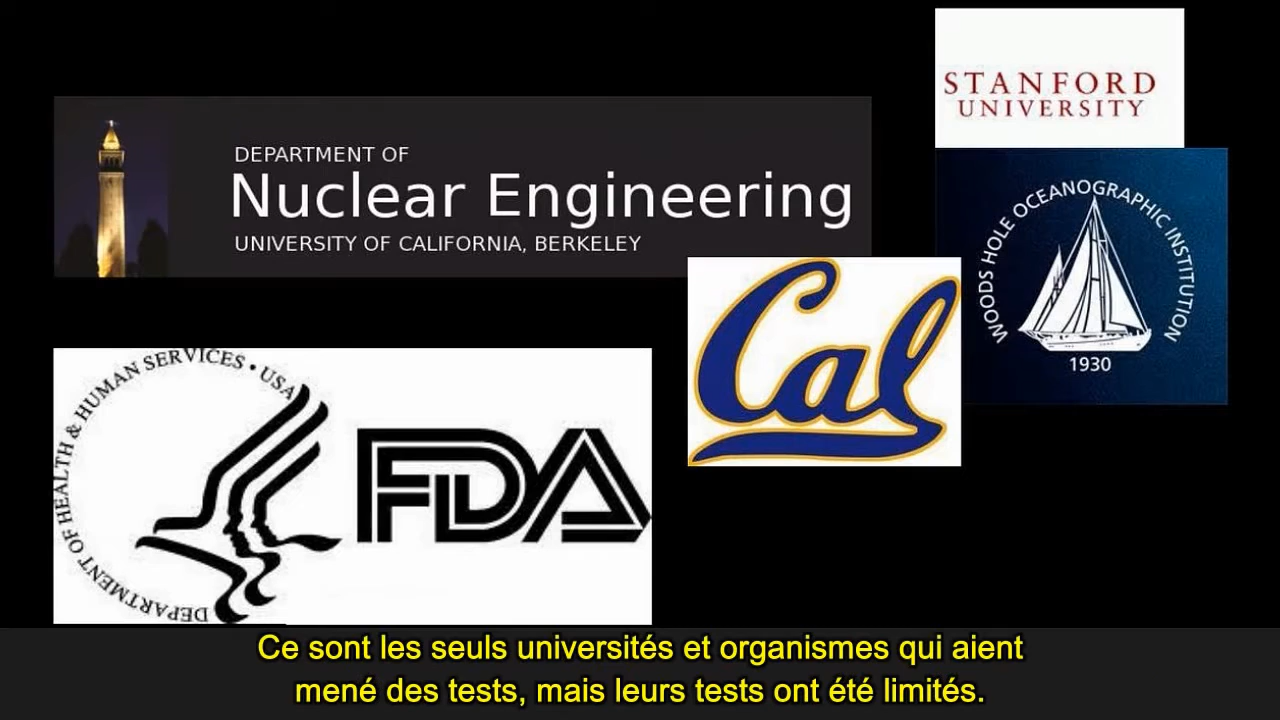 DEPARTMENT OF
Nuclear Engineering
UNIVERSITY OF CALIFORNIA, BERKELEY
STANFORD
UNIVERSITY
WOODS HOLE OCEANOGRAPHIC INSTITUTION
1930
Cal
DEPARTMENT OF HEALTH & HUMAN SERVICES • USA
FDA
Ce sont les seuls universités et organismes qui aient
mené des tests, mais leurs tests ont été limités.